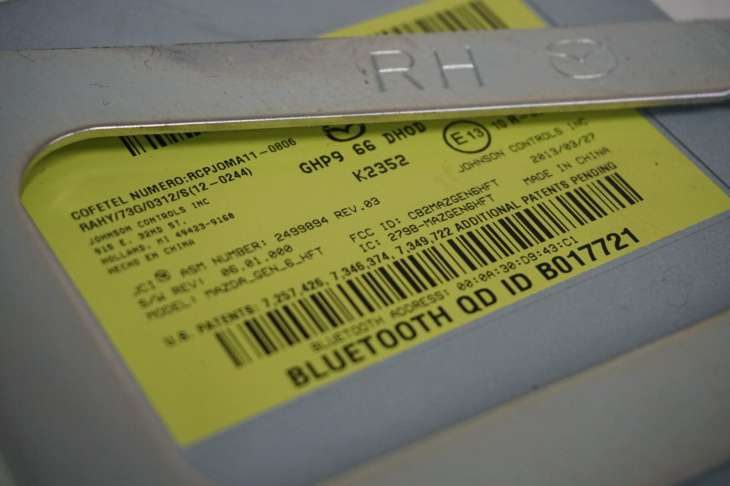 RH
GHP9 66 DH0D
K2352
E13 10 R-
JOHNSON CONTROLS INC
2013/03/27
MADE IN CHINA
COFETEL NUMERO:RCPJOMA11-0806
RAHY/73G/0312/S(12-0244)
JOHNSON CONTROLS INC
915 E. 32ND ST.
HOLLAND, MI 49423-9168
HECHO EN CHINA
JCI® ASM NUMBER: 2499894 REV.03
S/W REV: 06.01.000
MODEL: MAZDA_GEN_6_HFT
FCC ID: CB2MAZGEN6HFT
IC: 279B-MAZGEN6HFT
U.S. PATENTS: 7,257,426, 7,346,374, 7,349,722 ADDITIONAL PATENTS PENDING
BLUETOOTH ADDRESS: 00:0A:30:D9:43:C1
BLUETOOTH QD ID B017721